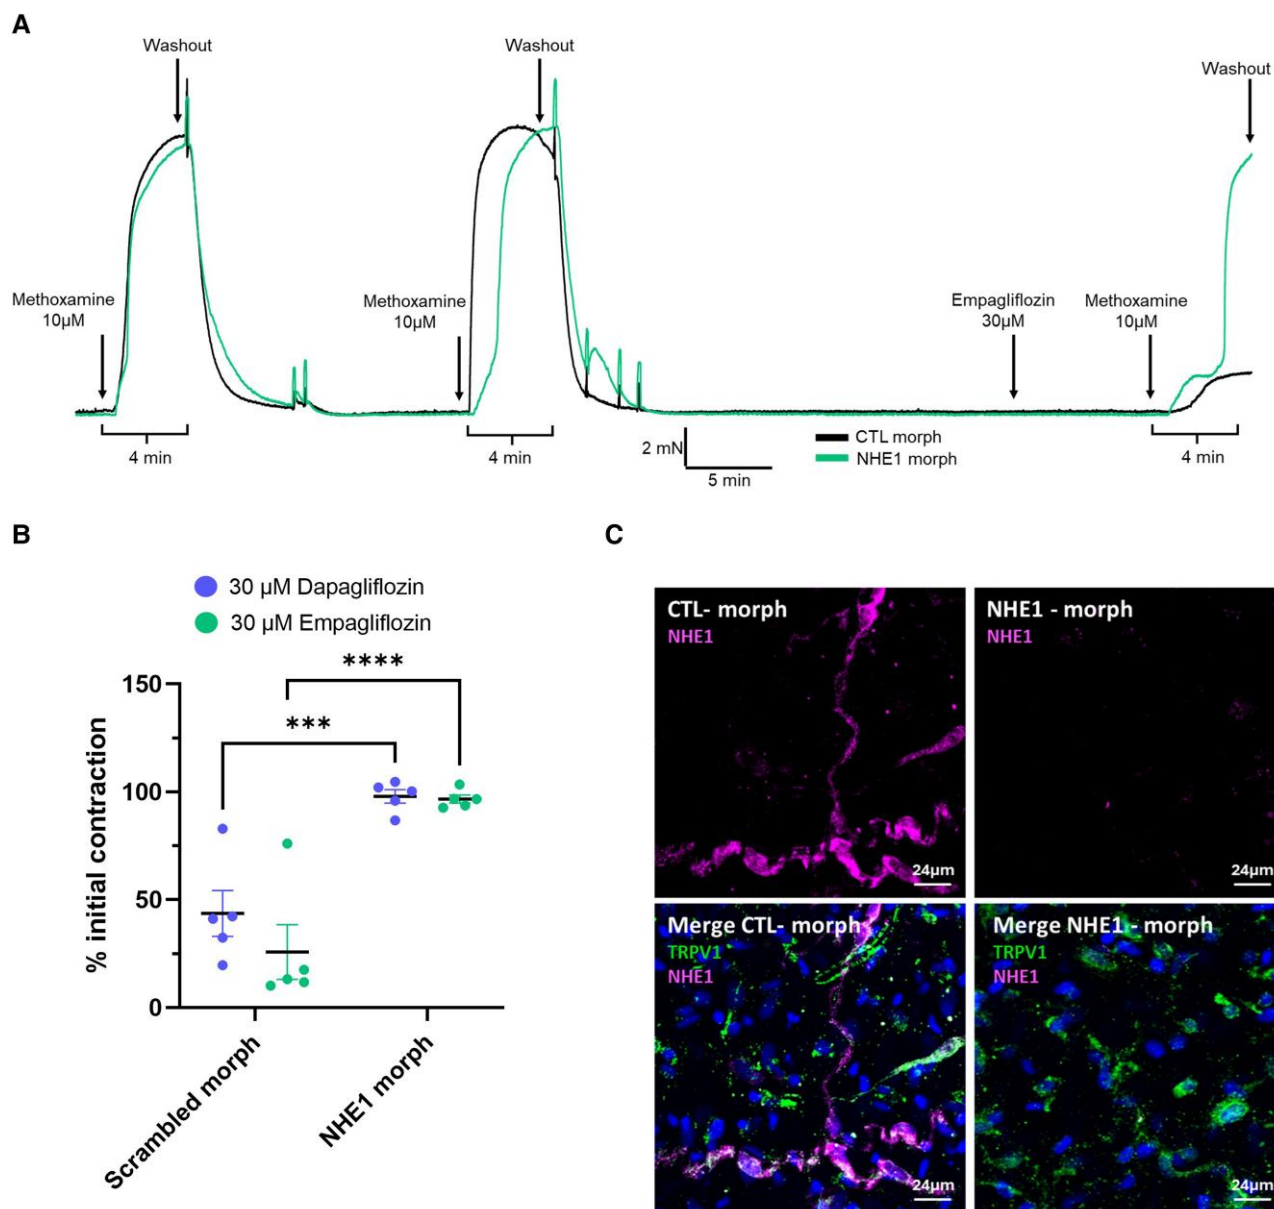 A
Washout
Washout
Washout
Methoxamine
10µM
Methoxamine
10µM
Empagliflozin
30µM
Methoxamine
10µM
4 min
4 min
4 min
2 mN
5 min
CTL morph
NHE1 morph
B
30 µM Dapagliflozin
30 µM Empagliflozin
****
***
150
100
50
0
% initial contraction
Scrambled morph
NHE1 morph
C
CTL- morph
NHE1
24µm
NHE1 - morph
NHE1
24µm
Merge CTL- morph
TRPV1
NHE1
24µm
Merge NHE1 - morph
TRPV1
NHE1
24µm